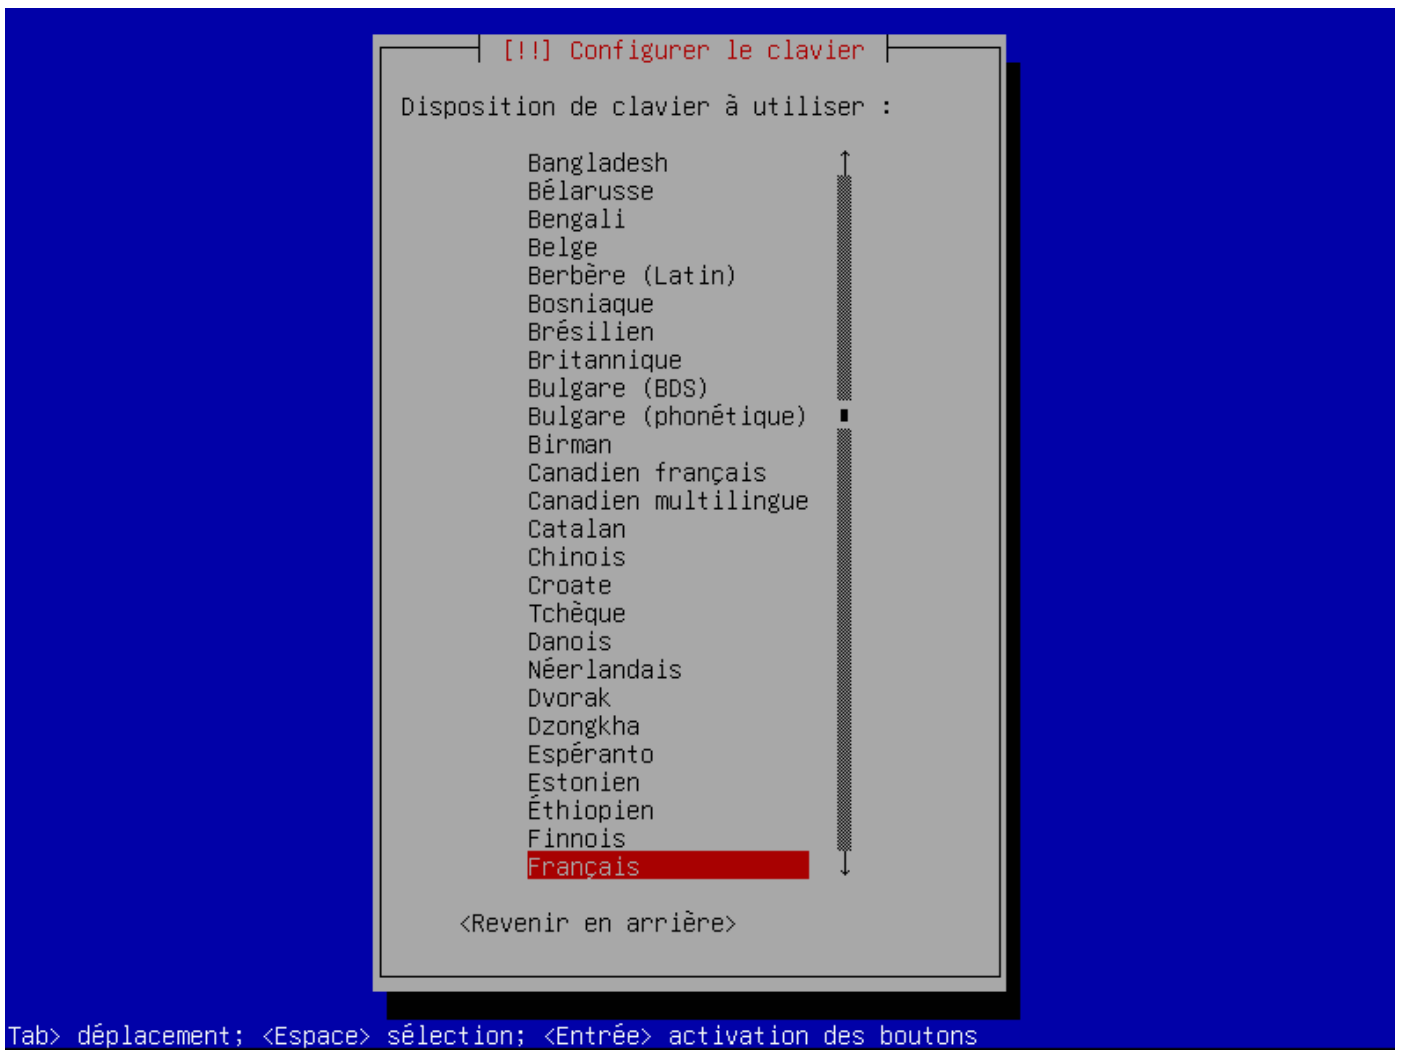 [!!] Configurer le clavier
Disposition de clavier à utiliser :
Bangladesh
Bélarusse
Bengali
Belge
Berbère (Latin)
Bosniaque
Brésilien
Britannique
Bulgare (BDS)
Bulgare (phonétique)
Birman
Canadien français
Canadien multilingue
Catalan
Chinois
Croate
Tchèque
Danois
Néerlandais
Dvorak
Dzongkha
Espéranto
Estonien
Éthiopien
Finnois
Français
<Revenir en arrière>
Tab> déplacement; <Espace> sélection; <Entrée> activation des boutons